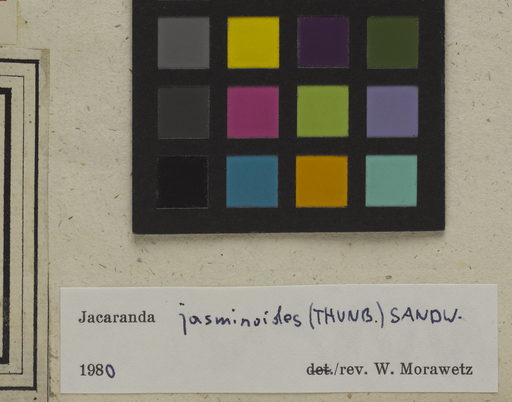 Jacaranda jasminoides (THUNB.) SANDW.
1980 det./rev. W. Morawetz